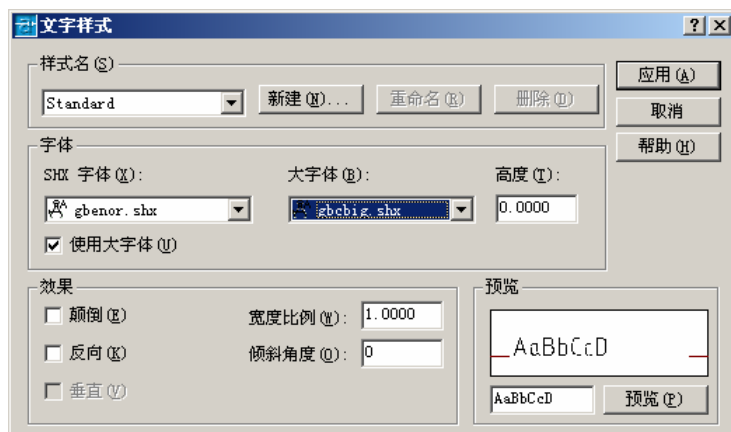 文字样式
样式名(S)
Standard
新建(N)...
重命名(R)
删除(D)
应用(A)
取消
帮助(H)
字体
SHX 字体(X):
大字体(B):
高度(T):
gbenor.shx
gbcbig.shx
0.0000
使用大字体(U)
效果
颠倒(E)
宽度比例(W):
1.0000
反向(K)
倾斜角度(O):
0
垂直(V)
预览
AaBbCcD
AaBbCcD
预览(P)